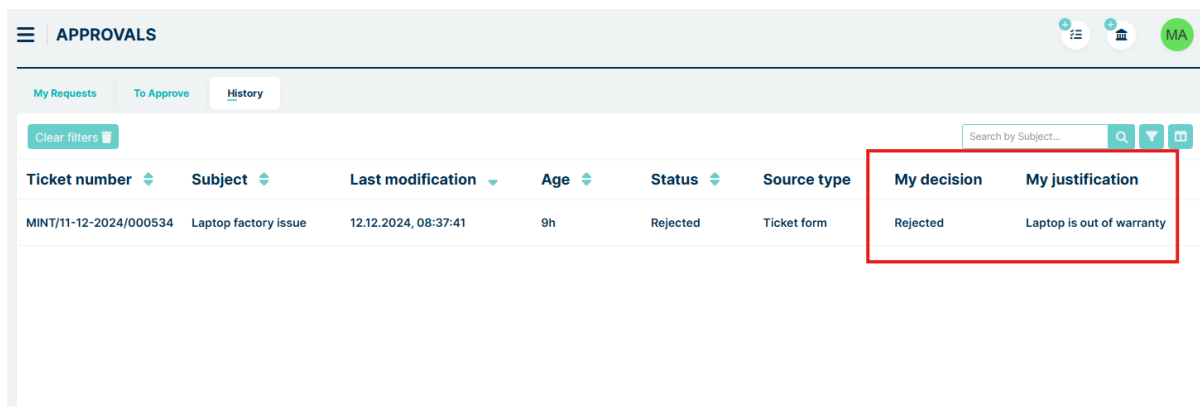 APPROVALS
MA
My Requests To Approve History
Clear filters
Search by Subject...
Ticket number Subject Last modification Age Status Source type My decision My justification
MINT/11-12-2024/000534 Laptop factory issue 12.12.2024, 08:37:41 9h Rejected Ticket form Rejected Laptop is out of warranty